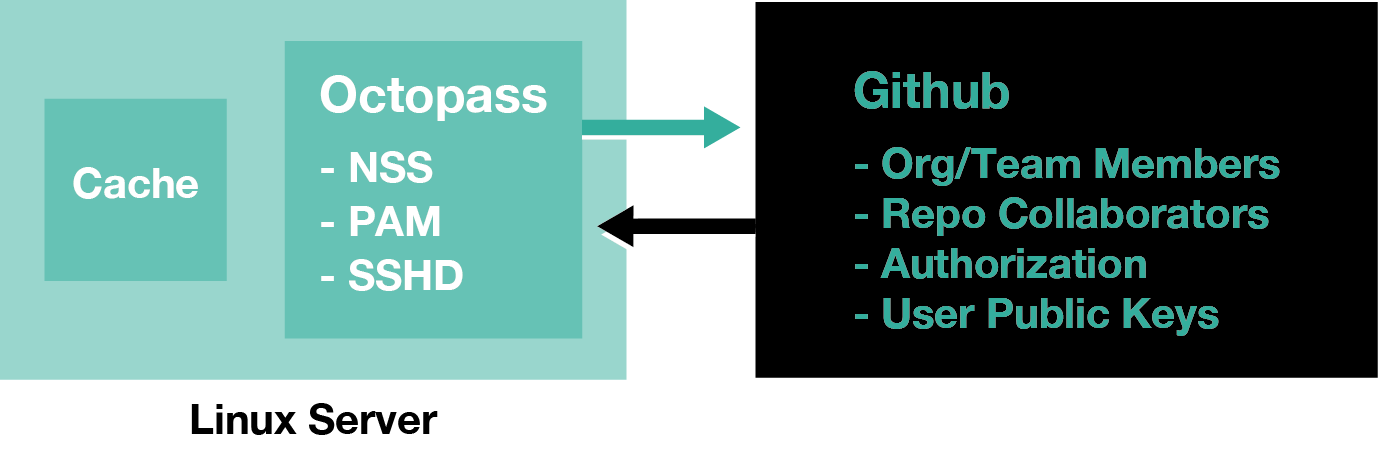 Cache
Octopass
- NSS
- PAM
- SSHD
Github
- Org/Team Members
- Repo Collaborators
- Authorization
- User Public Keys
Linux Server